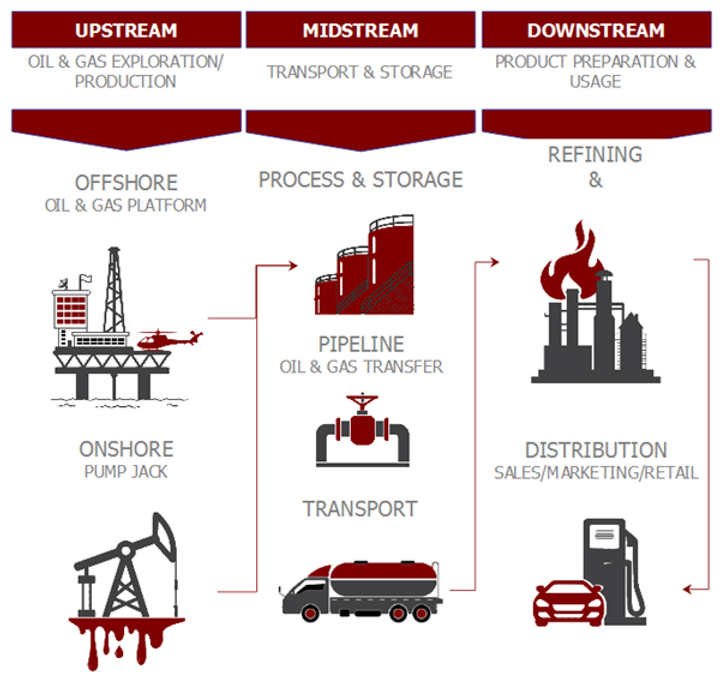 UPSTREAM
OIL & GAS EXPLORATION/
PRODUCTION
OFFSHORE
OIL & GAS PLATFORM
ONSHORE
PUMP JACK
MIDSTREAM
TRANSPORT & STORAGE
PROCESS & STORAGE
PIPELINE
OIL & GAS TRANSFER
TRANSPORT
DOWNSTREAM
PRODUCT PREPARATION &
USAGE
REFINING
&
DISTRIBUTION
SALES/MARKETING/RETAIL